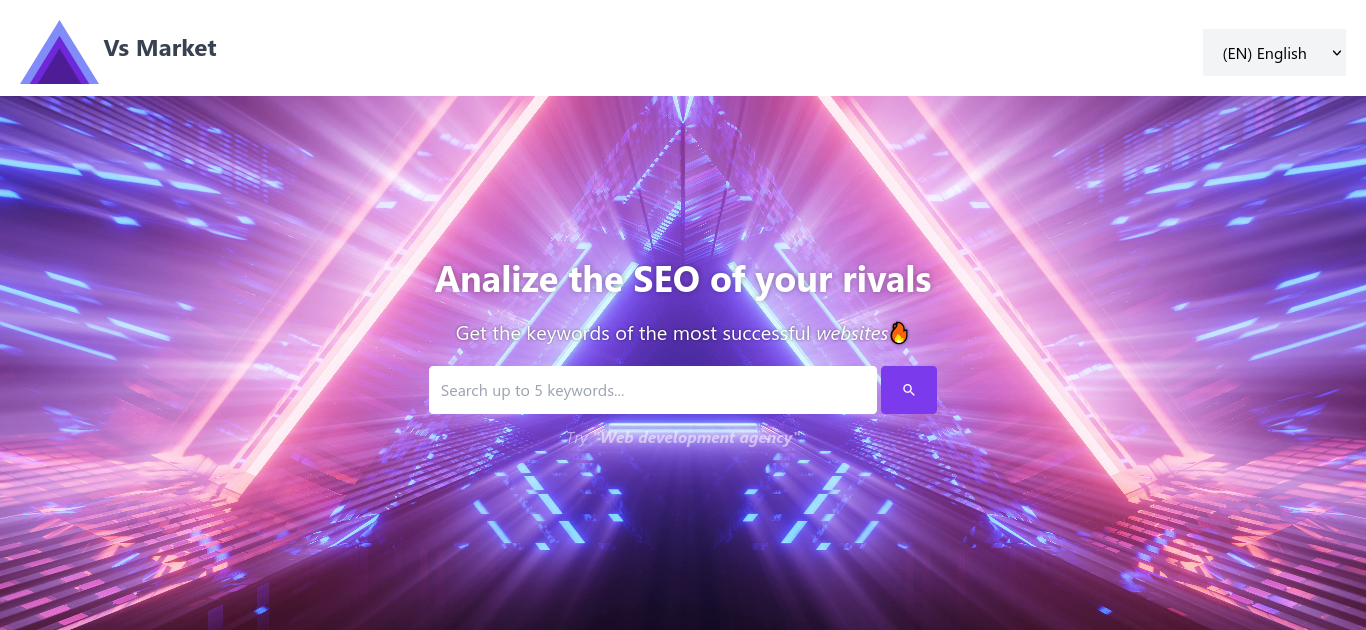 Vs Market
(EN) English
Analize the SEO of your rivals
Get the keywords of the most successful websites🔥
Search up to 5 keywords...
Try "Web development agency"